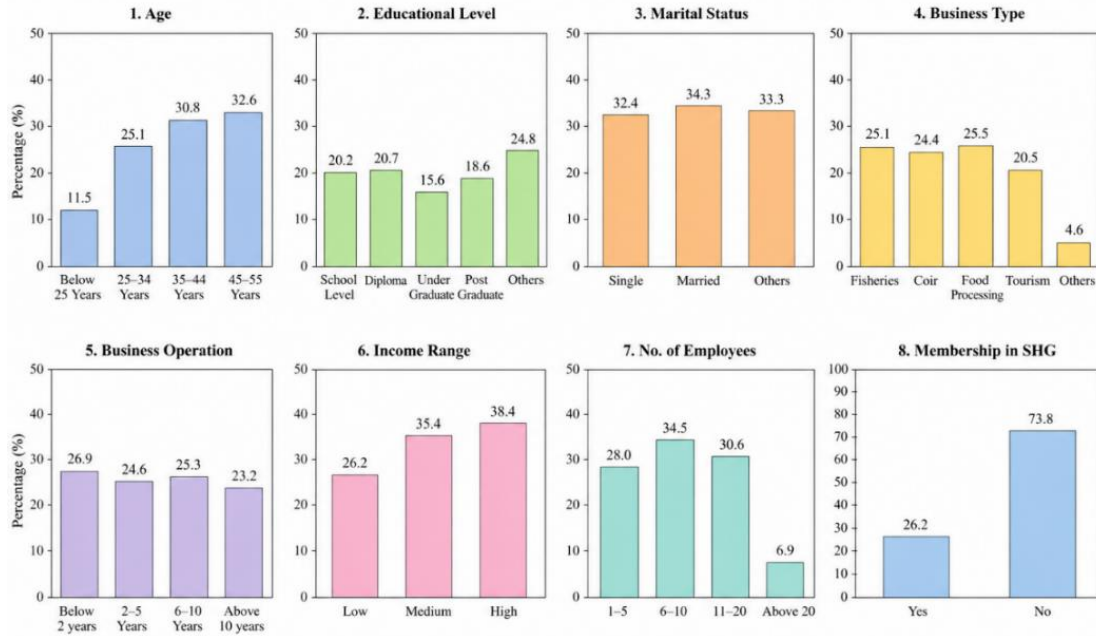 1. Age
Percentage (%)
50
40
30
20
10
0
11.5
25.1
30.8
32.6
Below
25 Years
25–34
Years
35–44
Years
45–55
Years
2. Educational Level
50
40
30
20
10
0
20.2
20.7
15.6
18.6
24.8
School
Level
Diploma
Under
Graduate
Post
Graduate
Others
3. Marital Status
50
40
30
20
10
0
32.4
34.3
33.3
Single
Married
Others
4. Business Type
50
40
30
20
10
0
25.1
24.4
25.5
20.5
4.6
Fisheries
Coir
Food
Processing
Tourism
Others
5. Business Operation
Percentage (%)
50
40
30
20
10
0
26.9
24.6
25.3
23.2
Below
2 years
2–5
Years
6–10
Years
Above
10 years
6. Income Range
50
40
30
20
10
0
26.2
35.4
38.4
Low
Medium
High
7. No. of Employees
50
40
30
20
10
0
28.0
34.5
30.6
6.9
1–5
6–10
11–20
Above 20
8. Membership in SHG
100
90
80
70
60
50
40
30
20
10
0
26.2
73.8
Yes
No